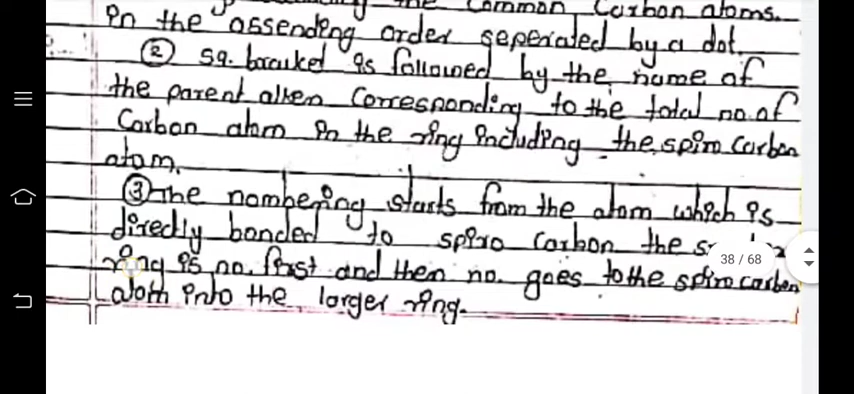 the Common Carbon atoms.
in the assending order seperated by a dot.
② sq. bracked is followed by the name of
the parent alken Corresponding to the total no. of
Carbon atom in the ring including the spiro Carbon
atom.
③ The nombering starts from the atom which is
directly bonded to spiro Carbon the
ring is no. first and then no. goes to the spiro carbon
atom into the larger ring.
38 / 68